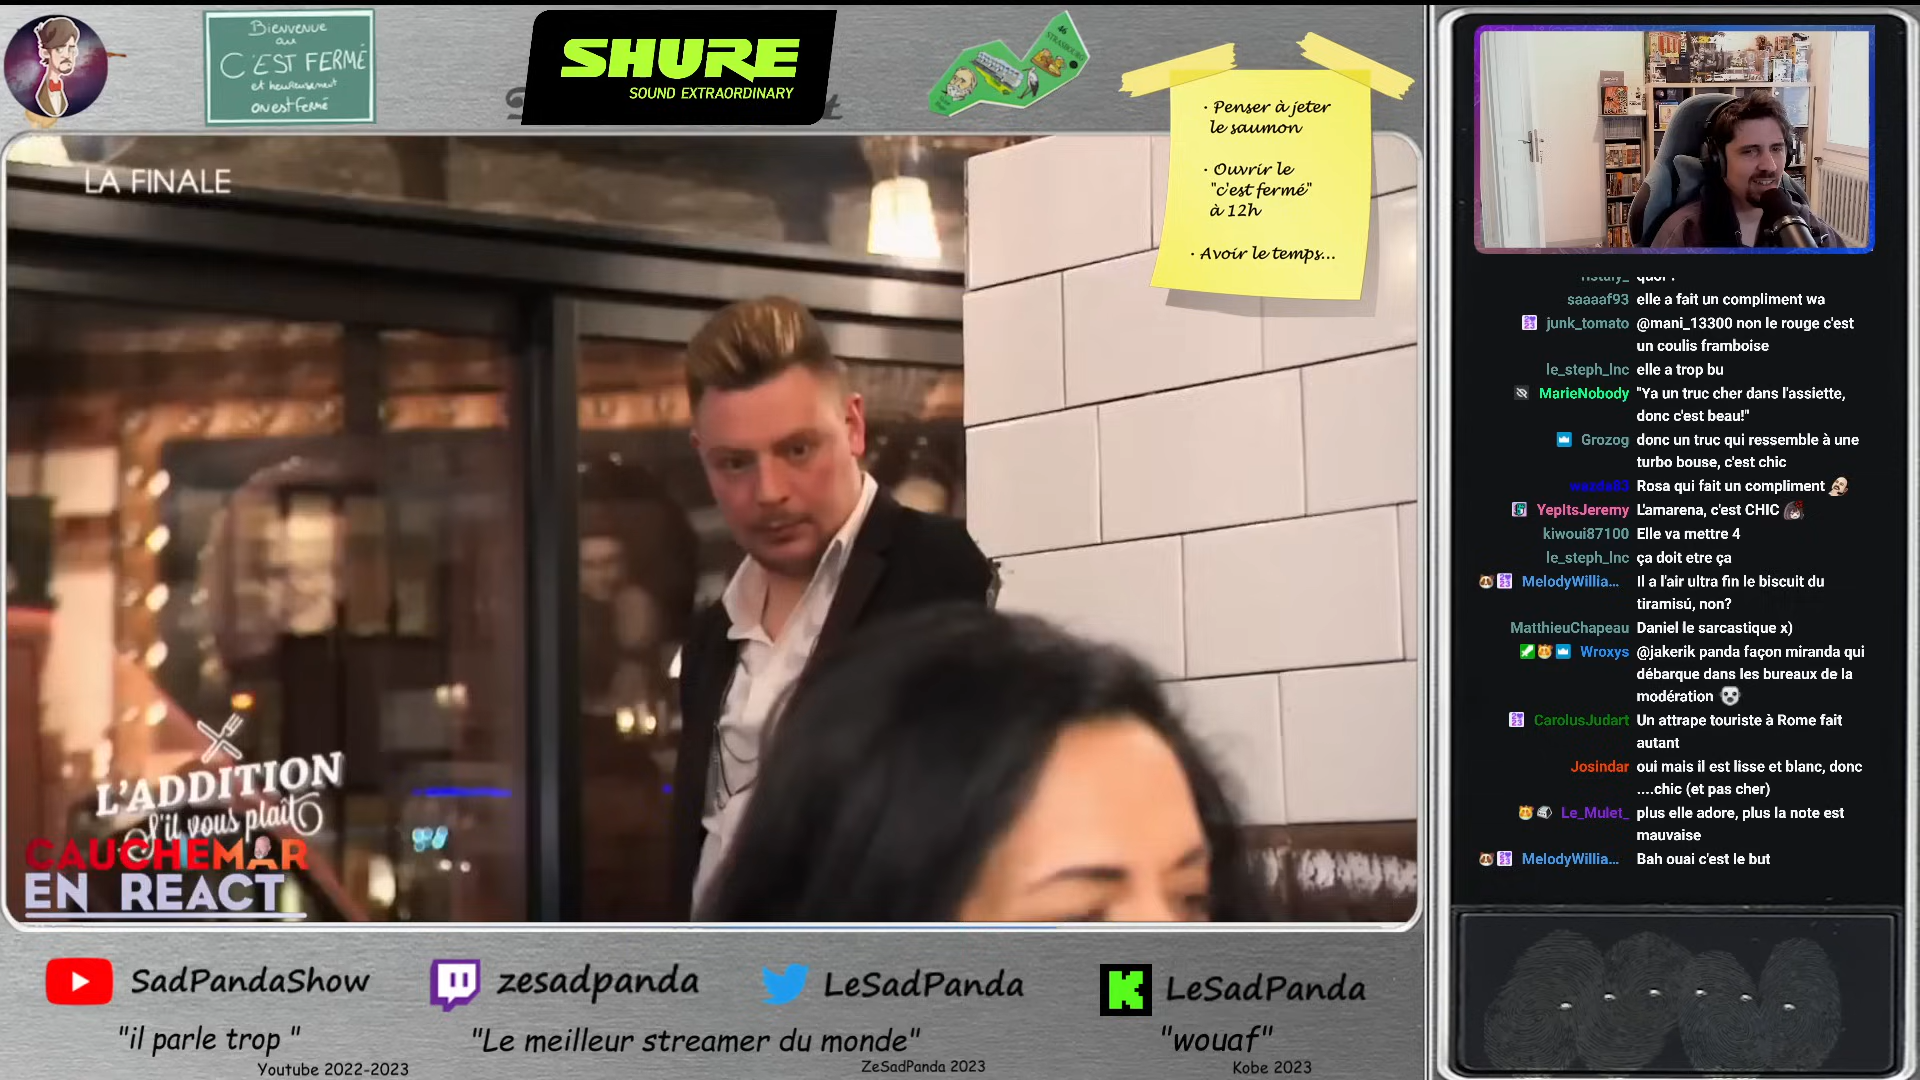 Bienvenue
au
C'EST FERMÉ
et heureusement
on est fermé
SHURE
SOUND EXTRAORDINARY
STRASBOURG
• Penser à jeter
le saumon
• Ouvrir le
"c'est fermé"
à 12h
• Avoir le temps...
LA FINALE
L'ADDITION
s'il vous plaît
CAUCHEMAR
EN REACT
saaaaf93 elle a fait un compliment wa
junk_tomato @mani_13300 non le rouge c'est
un coulis framboise
le_steph_lnc elle a trop bu
MarieNobody "Ya un truc cher dans l'assiette,
donc c'est beau!"
Grozog donc un truc qui ressemble à une
turbo bouse, c'est chic
Rosa qui fait un compliment
YepItsJeremy L'amarena, c'est CHIC
kiwoui87100 Elle va mettre 4
le_steph_lnc ça doit etre ça
MelodyWillia... Il a l'air ultra fin le biscuit du
tiramisú, non?
MatthieuChapeau Daniel le sarcastique x)
Wroxys @jakerik panda façon miranda qui
débarque dans les bureaux de la
modération
CarolusJudart Un attrape touriste à Rome fait
autant
Josindar oui mais il est lisse et blanc, donc
....chic (et pas cher)
Le_Mulet_ plus elle adore, plus la note est
mauvaise
MelodyWillia... Bah ouai c'est le but
SadPandaShow
"il parle trop "
Youtube 2022-2023
zesadpanda
"Le meilleur streamer du monde"
ZeSadPanda 2023
LeSadPanda
LeSadPanda
"wouaf"
Kobe 2023